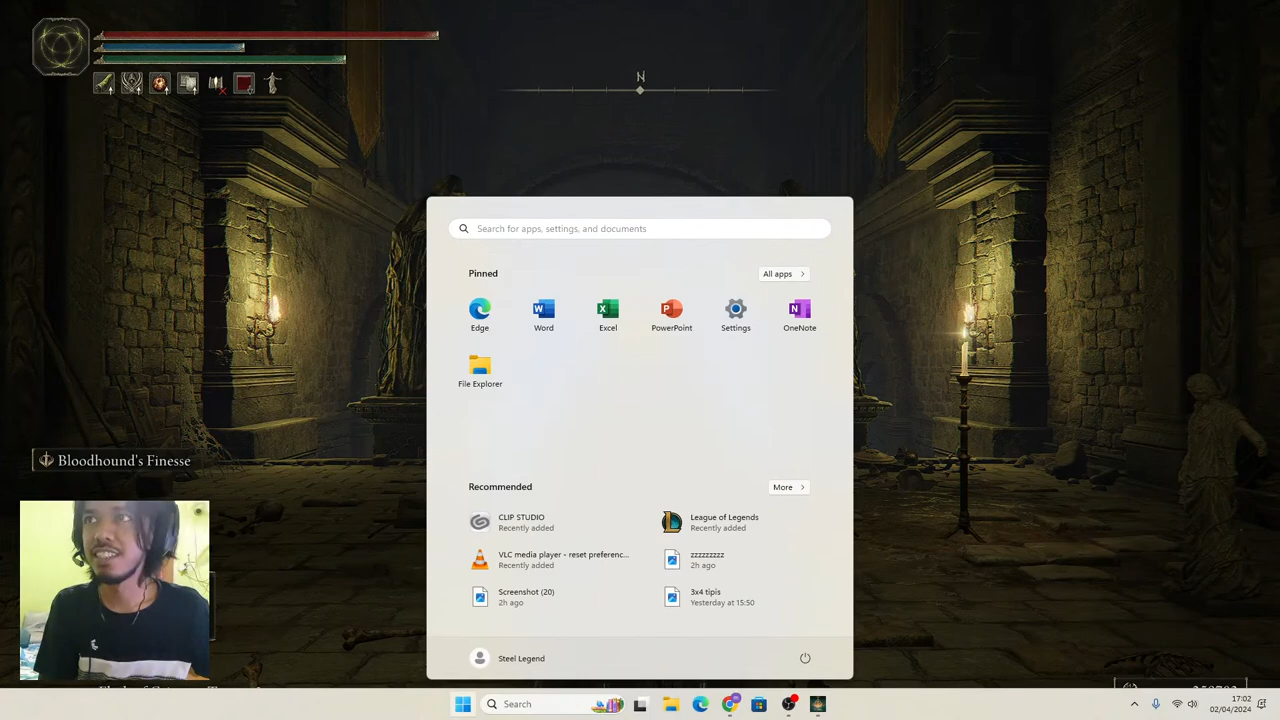 N
Search for apps, settings, and documents
Pinned
All apps
Edge
Word
Excel
PowerPoint
Settings
OneNote
File Explorer
Bloodhound's Finesse
Recommended
More
CLIP STUDIO
Recently added
League of Legends
Recently added
VLC media player - reset preferenc...
Recently added
zzzzzzzzz
2h ago
Screenshot (20)
2h ago
3x4 tipis
Yesterday at 15:50
Steel Legend
Search
17:02
02/04/2024